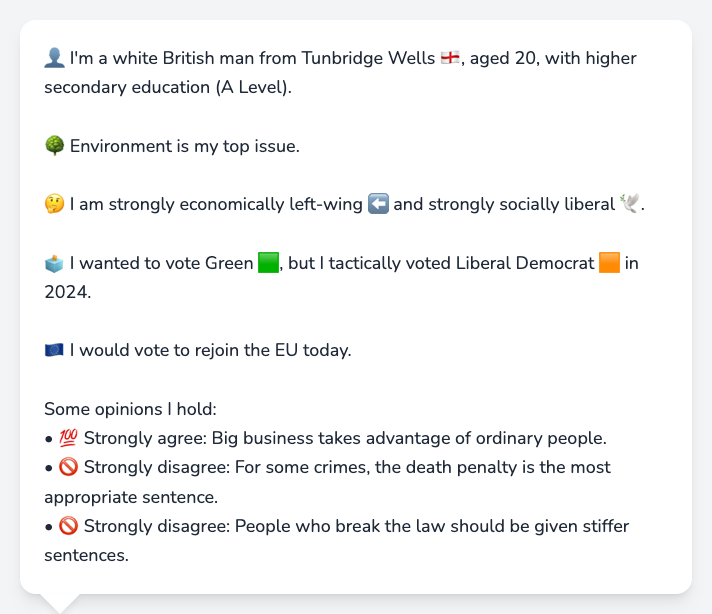 👤 I'm a white British man from Tunbridge Wells 🏴󠁧󠁢󠁥󠁮󠁧󠁿, aged 20, with higher
secondary education (A Level).
🌳 Environment is my top issue.
🤔 I am strongly economically left-wing ⬅️ and strongly socially liberal 🕊️.
🗳️ I wanted to vote Green 🟩, but I tactically voted Liberal Democrat 🟧 in
2024.
🇪🇺 I would vote to rejoin the EU today.
Some opinions I hold:
• 💯 Strongly agree: Big business takes advantage of ordinary people.
• 🚫 Strongly disagree: For some crimes, the death penalty is the most
appropriate sentence.
• 🚫 Strongly disagree: People who break the law should be given stiffer
sentences.